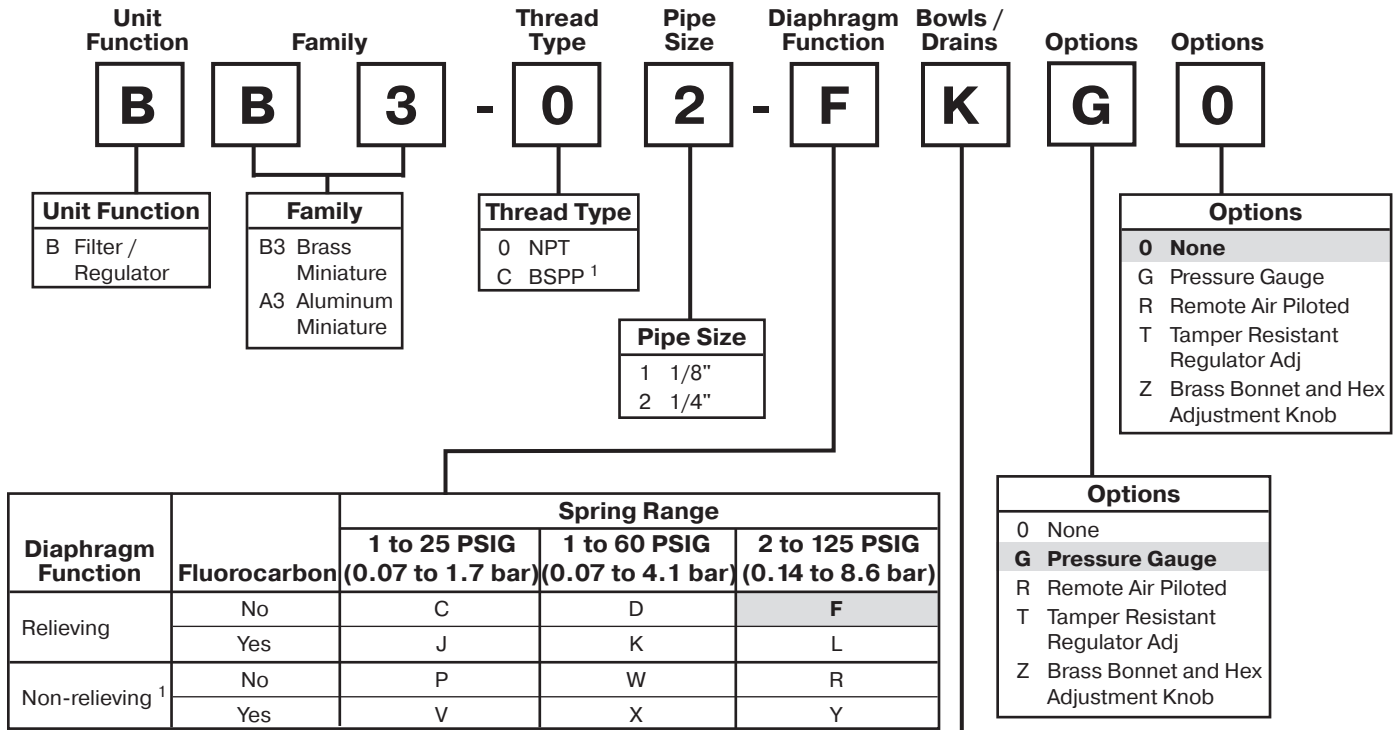 Unit Function
Family
Thread Type
Pipe Size
Diaphragm Function
Bowls / Drains
Options
Options
B B 3 - 0 2 - F K G 0
Unit Function
B Filter /
Regulator
Family
B3 Brass
Miniature
A3 Aluminum
Miniature
Thread Type
0 NPT
C BSPP 1
Pipe Size
1 1/8"
2 1/4"
Options
0 None
G Pressure Gauge
R Remote Air Piloted
T Tamper Resistant
Regulator Adj
Z Brass Bonnet and Hex
Adjustment Knob
Options
0 None
G Pressure Gauge
R Remote Air Piloted
T Tamper Resistant
Regulator Adj
Z Brass Bonnet and Hex
Adjustment Knob
Diaphragm Function
Fluorocarbon
Spring Range
1 to 25 PSIG
(0.07 to 1.7 bar)
1 to 60 PSIG
(0.07 to 4.1 bar)
2 to 125 PSIG
(0.14 to 8.6 bar)
Relieving
No C D F
Yes J K L
Non-relieving 1
No P W R
Yes V X Y